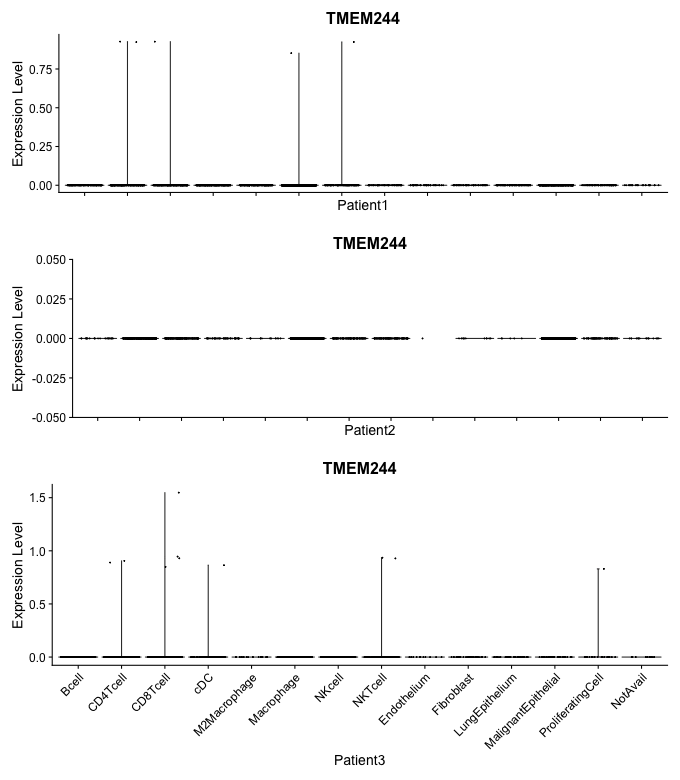 TMEM244
Expression Level
0.75
0.50
0.25
0.00
Patient1
TMEM244
Expression Level
0.050
0.025
0.000
-0.025
-0.050
Patient2
TMEM244
Expression Level
1.5
1.0
0.5
0.0
Bcell
CD4Tcell
CD8Tcell
cDC
M2Macrophage
Macrophage
NKcell
NKTcell
Endothelium
Fibroblast
LungEpithelium
MalignantEpithelial
ProliferatingCell
NotAvail
Patient3